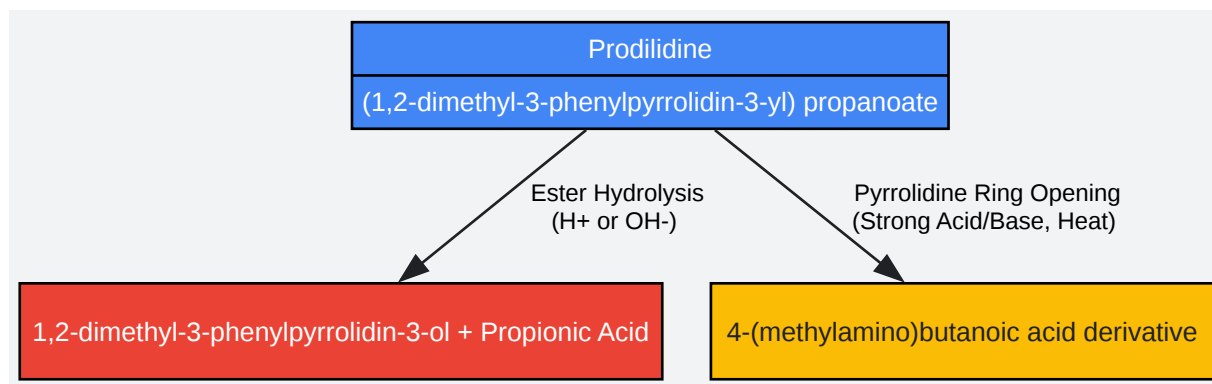 Prodilidine
(1,2-dimethyl-3-phenylpyrrolidin-3-yl) propanoate
Ester Hydrolysis
(H+ or OH-)
Pyrrolidine Ring Opening
(Strong Acid/Base, Heat)
1,2-dimethyl-3-phenylpyrrolidin-3-ol + Propionic Acid
4-(methylamino)butanoic acid derivative